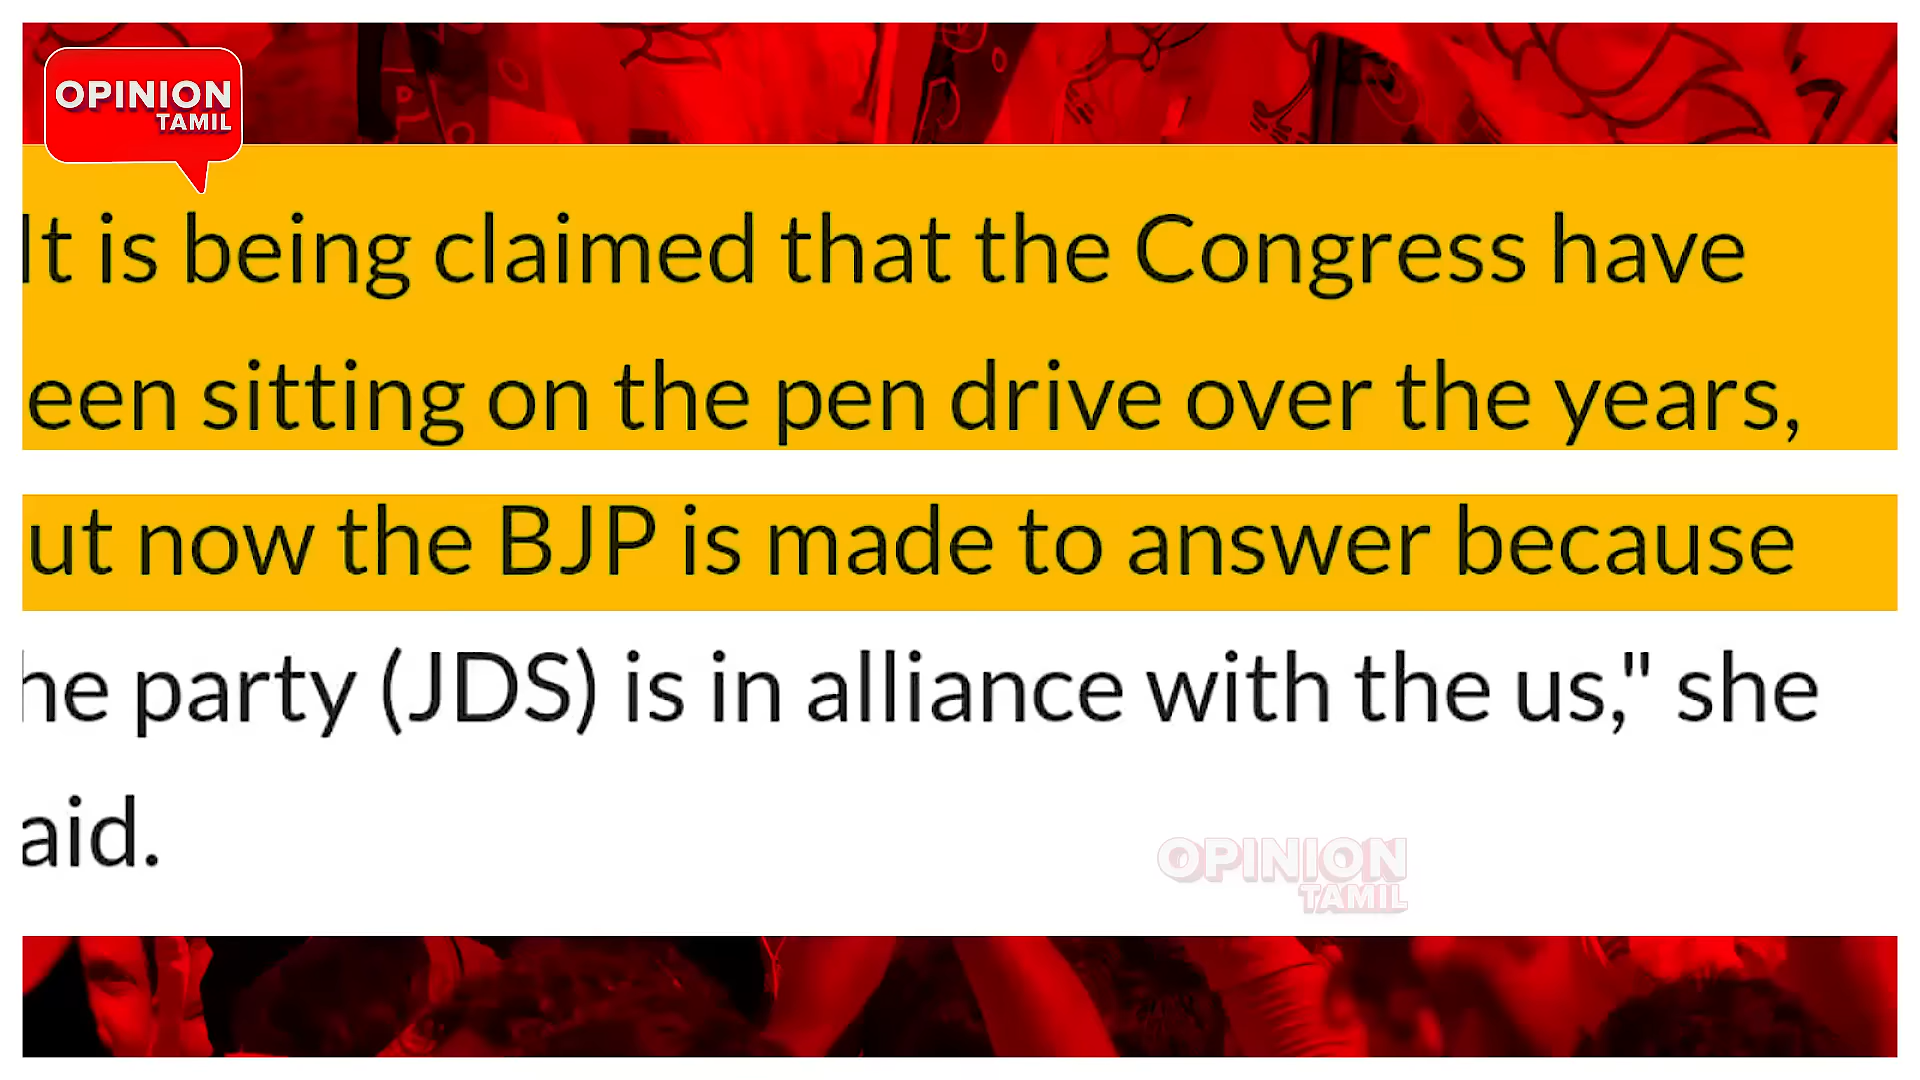 OPINION
TAMIL
It is being claimed that the Congress have
een sitting on the pen drive over the years,
ut now the BJP is made to answer because
he party (JDS) is in alliance with the us," she
aid.
OPINION
TAMIL